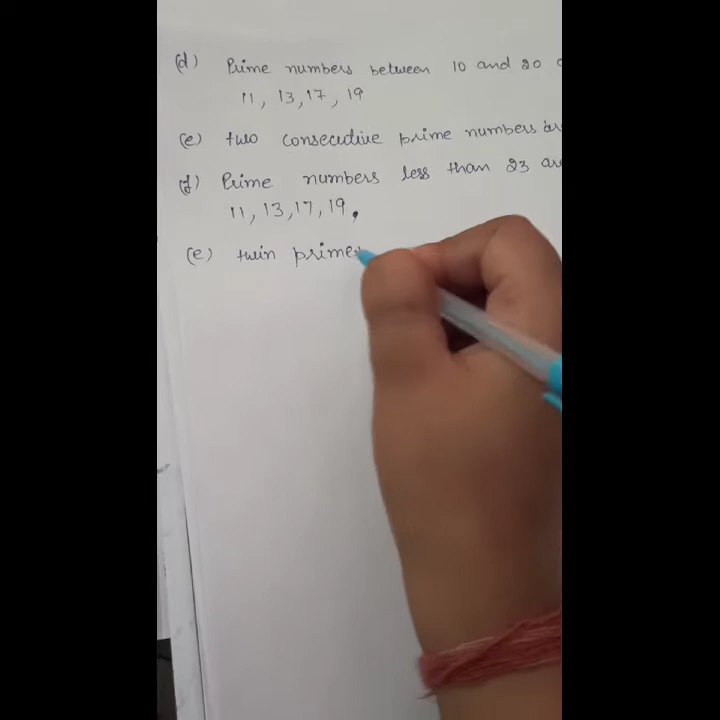 (d) Prime numbers between 10 and 20
11, 13, 17, 19
(e) two consecutive prime numbers
(f) Prime numbers less than 23
11, 13, 17, 19,
(e) twin primes